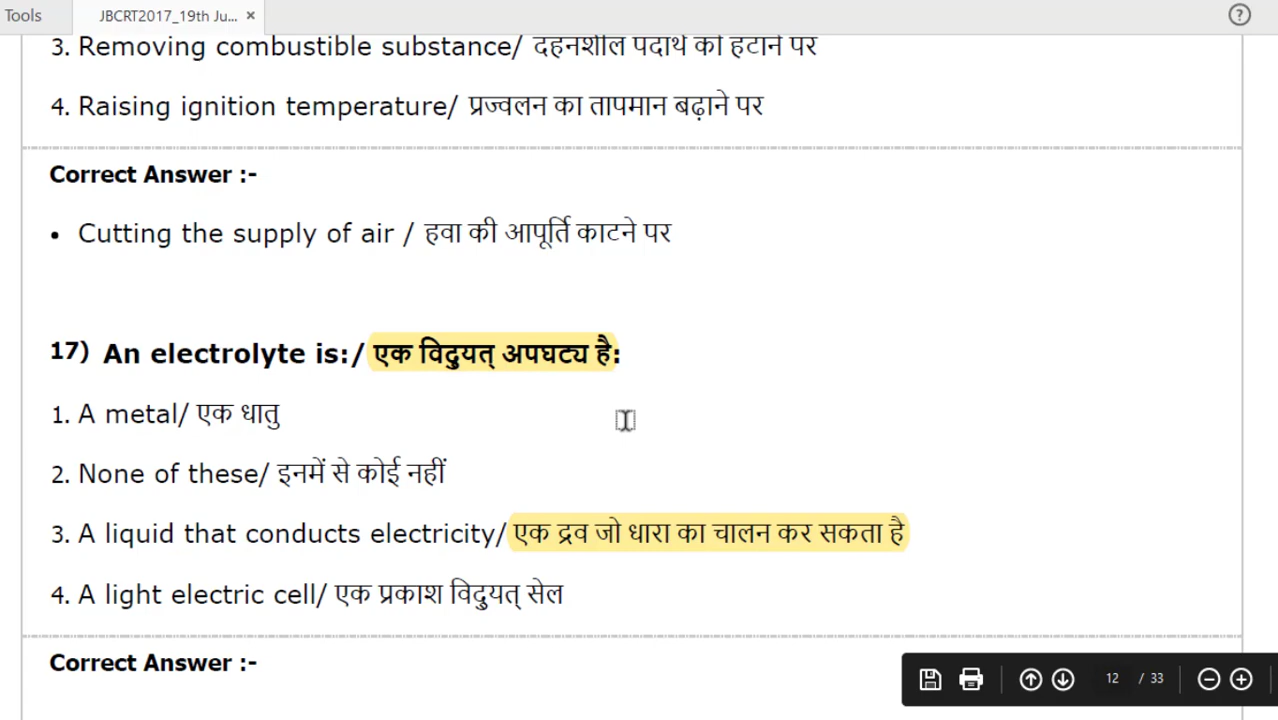 Tools
JBCRT2017_19th Ju... ×
?
3. Removing combustible substance/ दहनशील पदार्थ को हटाने पर
4. Raising ignition temperature/ प्रज्वलन का तापमान बढ़ाने पर
Correct Answer :-
• Cutting the supply of air / हवा की आपूर्ति काटने पर
17) An electrolyte is:/ एक विदुयत् अपघट्य है:
1. A metal/ एक धातु
2. None of these/ इनमें से कोई नहीं
3. A liquid that conducts electricity/ एक द्रव जो धारा का चालन कर सकता है
4. A light electric cell/ एक प्रकाश विदुयत् सेल
Correct Answer :-
12 / 33